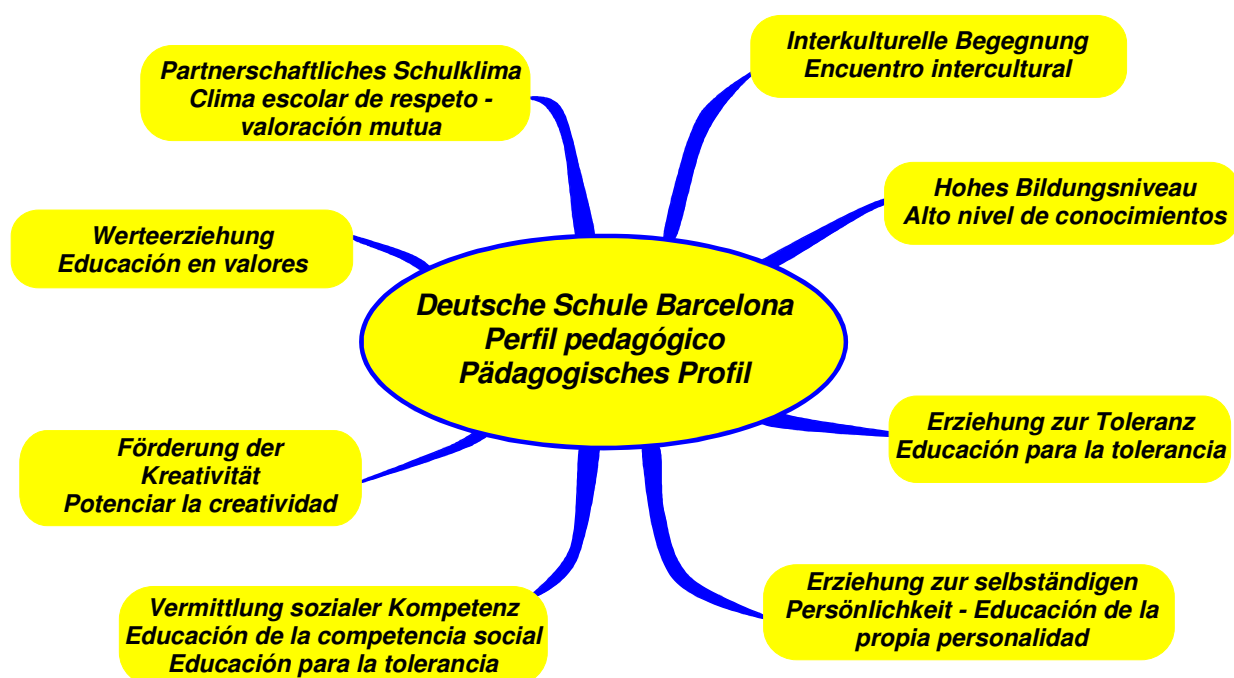 Interkulturelle Begegnung
Encuentro intercultural
Partnerschaftliches Schulklima
Clima escolar de respeto -
valoración mutua
Hohes Bildungsniveau
Alto nivel de conocimientos
Werteerziehung
Educación en valores
Deutsche Schule Barcelona
Perfil pedagógico
Pädagogisches Profil
Erziehung zur Toleranz
Educación para la tolerancia
Förderung der
Kreativität
Potenciar la creatividad
Erziehung zur selbständigen
Persönlichkeit - Educación de la
propia personalidad
Vermittlung sozialer Kompetenz
Educación de la competencia social
Educación para la tolerancia